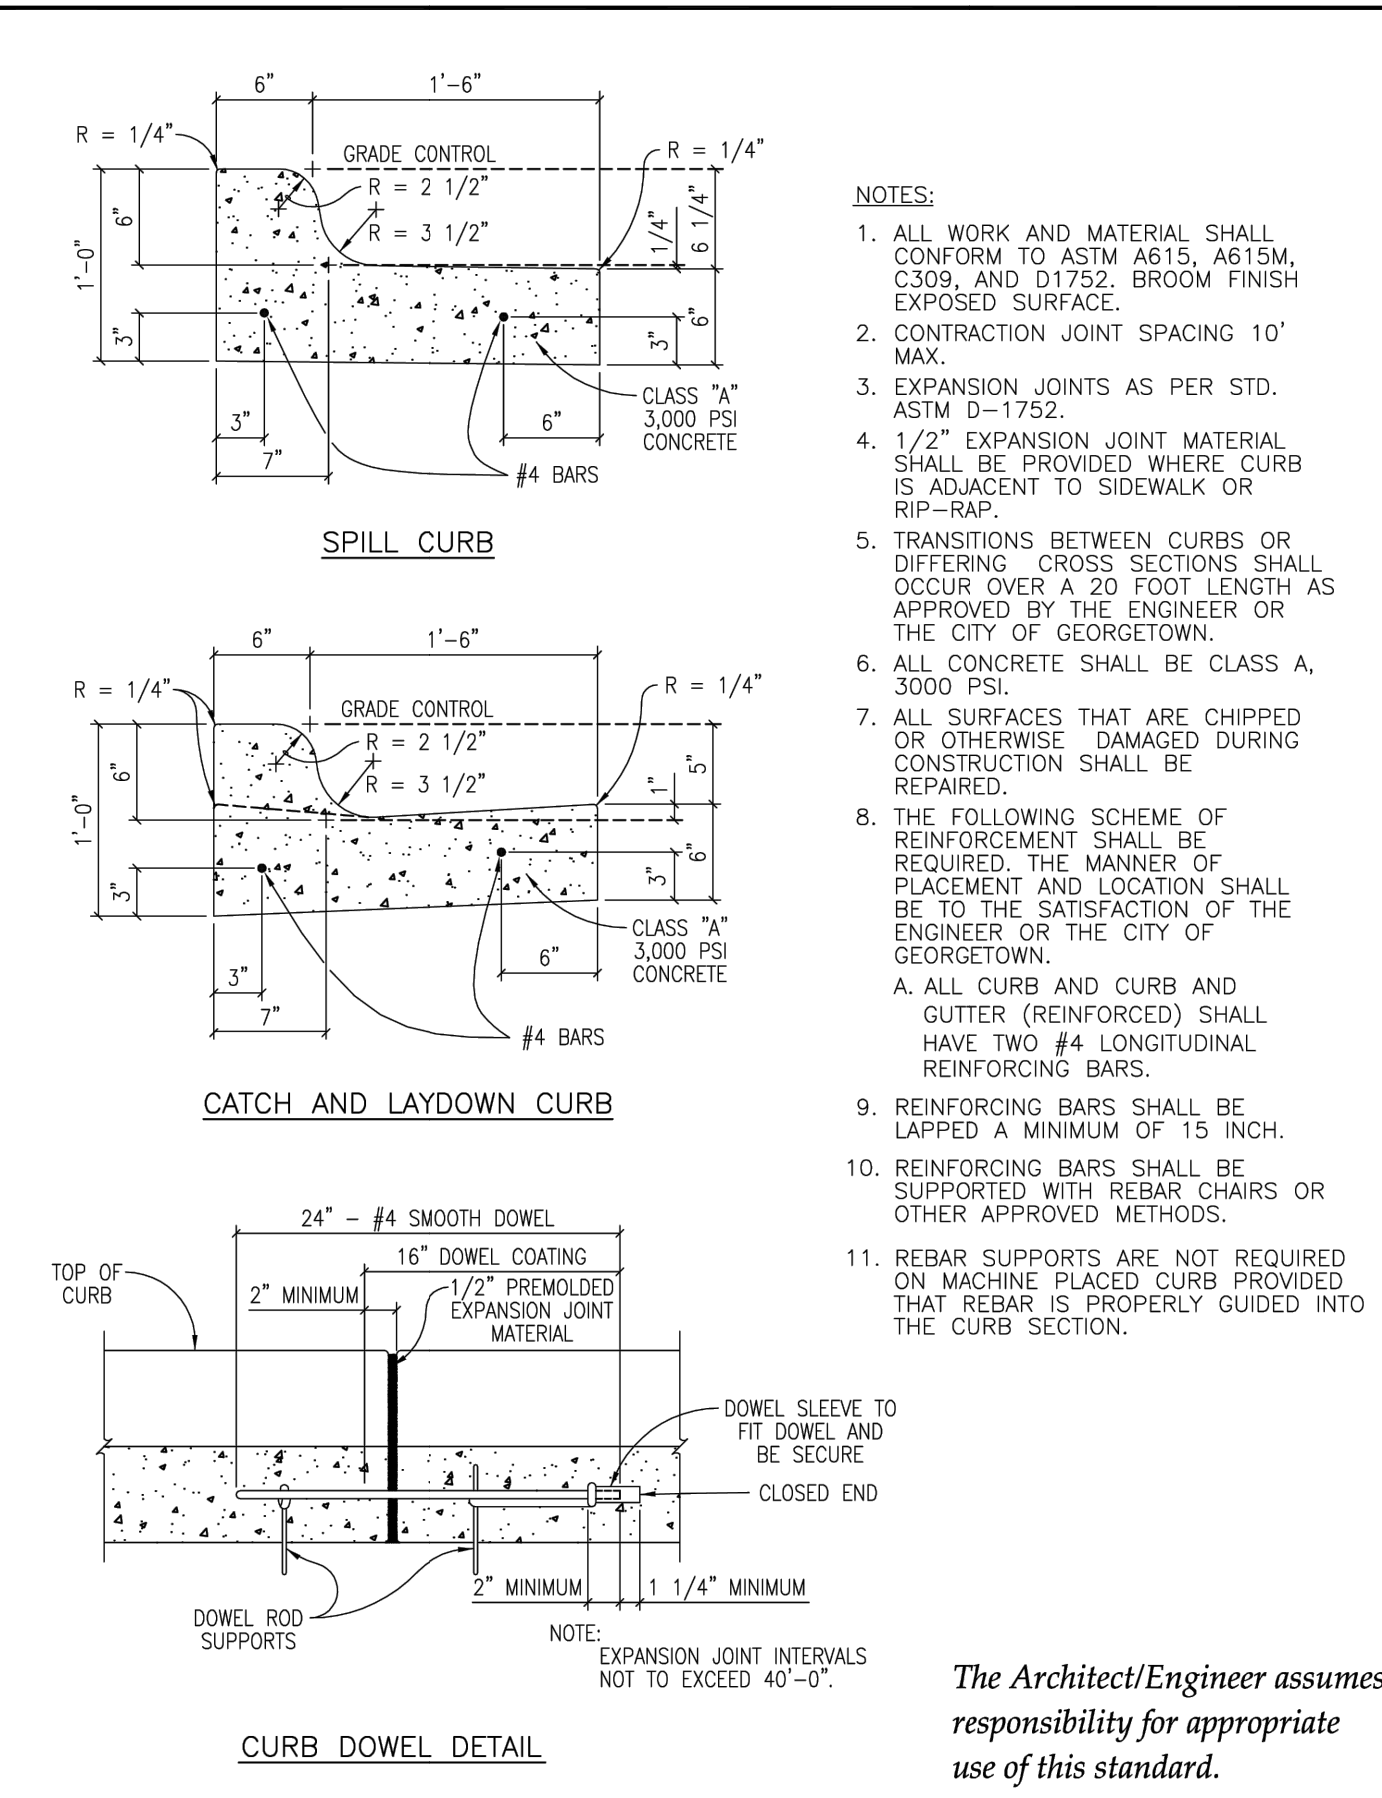 6" 1'-6"
R = 1/4"
GRADE CONTROL
R = 1/4"
R = 2 1/2"
R = 3 1/2"
1'-0"
6"
3"
1/4"
6 1/4"
3"
6"
CLASS "A"
3,000 PSI
CONCRETE
3"
6"
7"
#4 BARS
SPILL CURB
6" 1'-6"
R = 1/4"
R = 1/4"
GRADE CONTROL
R = 2 1/2"
R = 3 1/2"
1'-0"
6"
3"
1"
5"
3"
6"
CLASS "A"
3,000 PSI
CONCRETE
3"
6"
7"
#4 BARS
CATCH AND LAYDOWN CURB
24" - #4 SMOOTH DOWEL
16" DOWEL COATING
TOP OF
CURB
2" MINIMUM
1/2" PREMOLDED
EXPANSION JOINT
MATERIAL
DOWEL SLEEVE TO
FIT DOWEL AND
BE SECURE
CLOSED END
2" MINIMUM
1 1/4" MINIMUM
DOWEL ROD
SUPPORTS
NOTE:
EXPANSION JOINT INTERVALS
NOT TO EXCEED 40'-0".
CURB DOWEL DETAIL
NOTES:
1. ALL WORK AND MATERIAL SHALL
CONFORM TO ASTM A615, A615M,
C309, AND D1752. BROOM FINISH
EXPOSED SURFACE.
2. CONTRACTION JOINT SPACING 10'
MAX.
3. EXPANSION JOINTS AS PER STD.
ASTM D-1752.
4. 1/2" EXPANSION JOINT MATERIAL
SHALL BE PROVIDED WHERE CURB
IS ADJACENT TO SIDEWALK OR
RIP-RAP.
5. TRANSITIONS BETWEEN CURBS OR
DIFFERING CROSS SECTIONS SHALL
OCCUR OVER A 20 FOOT LENGTH AS
APPROVED BY THE ENGINEER OR
THE CITY OF GEORGETOWN.
6. ALL CONCRETE SHALL BE CLASS A,
3000 PSI.
7. ALL SURFACES THAT ARE CHIPPED
OR OTHERWISE DAMAGED DURING
CONSTRUCTION SHALL BE
REPAIRED.
8. THE FOLLOWING SCHEME OF
REINFORCEMENT SHALL BE
REQUIRED. THE MANNER OF
PLACEMENT AND LOCATION SHALL
BE TO THE SATISFACTION OF THE
ENGINEER OR THE CITY OF
GEORGETOWN.
A. ALL CURB AND CURB AND
GUTTER (REINFORCED) SHALL
HAVE TWO #4 LONGITUDINAL
REINFORCING BARS.
9. REINFORCING BARS SHALL BE
LAPPED A MINIMUM OF 15 INCH.
10. REINFORCING BARS SHALL BE
SUPPORTED WITH REBAR CHAIRS OR
OTHER APPROVED METHODS.
11. REBAR SUPPORTS ARE NOT REQUIRED
ON MACHINE PLACED CURB PROVIDED
THAT REBAR IS PROPERLY GUIDED INTO
THE CURB SECTION.
The Architect/Engineer assumes
responsibility for appropriate
use of this standard.